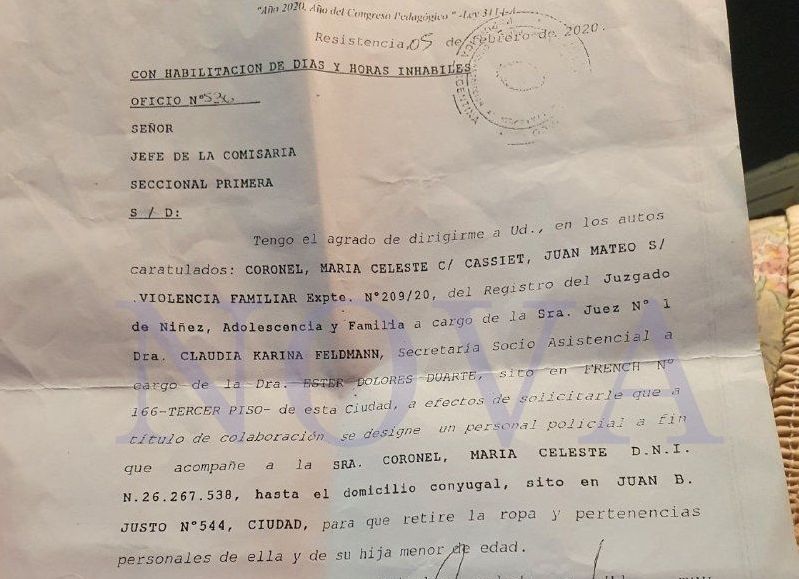 "Año 2020, Año del Congreso Pedagógico" -Ley 3114-A
Resistencia, 05 de febrero de 2020.
CON HABILITACION DE DIAS Y HORAS INHABILES
OFICIO N°536
SEÑOR
JEFE DE LA COMISARIA
SECCIONAL PRIMERA
S / D:
Tengo el agrado de dirigirme a Ud., en los autos
caratulados: CORONEL, MARIA CELESTE C/ CASSIET, JUAN MATEO S/
.VIOLENCIA FAMILIAR Expte. N°209/20, del Registro del Juzgado
de Niñez, Adolescencia y Familia a cargo de la Sra. Juez N° 1
Dra. CLAUDIA KARINA FELDMANN, Secretaría Socio Asistencial a
cargo de la Dra. ESTER DOLORES DUARTE, sito en FRENCH N°
166-TERCER PISO- de esta Ciudad, a efectos de solicitarle que a
título de colaboración se designe un personal policial a fin
que acompañe a la SRA. CORONEL, MARIA CELESTE D.N.I.
N.26.267.538, hasta el domicilio conyugal, sito en JUAN B.
JUSTO N°544, CIUDAD, para que retire la ropa y pertenencias
personales de ella y de su hija menor de edad.
NOVA